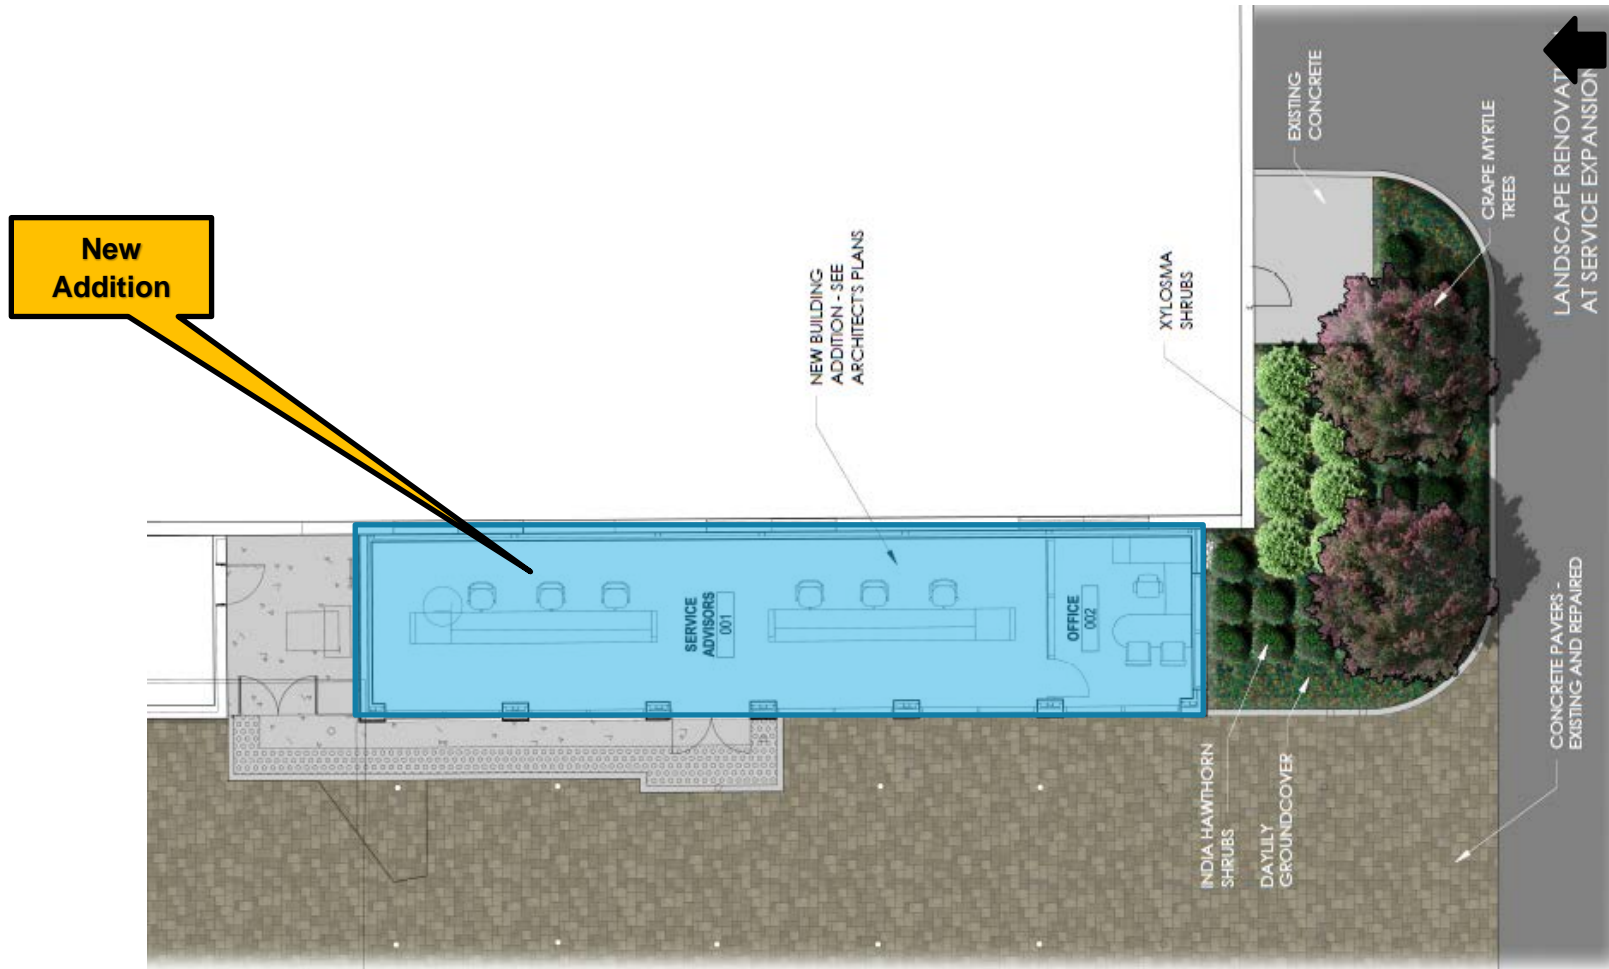 New
Addition
NEW BUILDING
ADDITION - SEE
ARCHITECT'S PLANS
XYLOSMA
SHRUBS
EXISTING
CONCRETE
CRAPE MYRTLE
TREES
LANDSCAPE
AT SERVICE EXPANSION
SERVICE
ADVISORS
001
OFFICE
002
INDIA HAWTHORN
SHRUBS
DAYLILY
GROUNDCOVER
CONCRETE PAVERS -
EXISTING AND REPAIRED